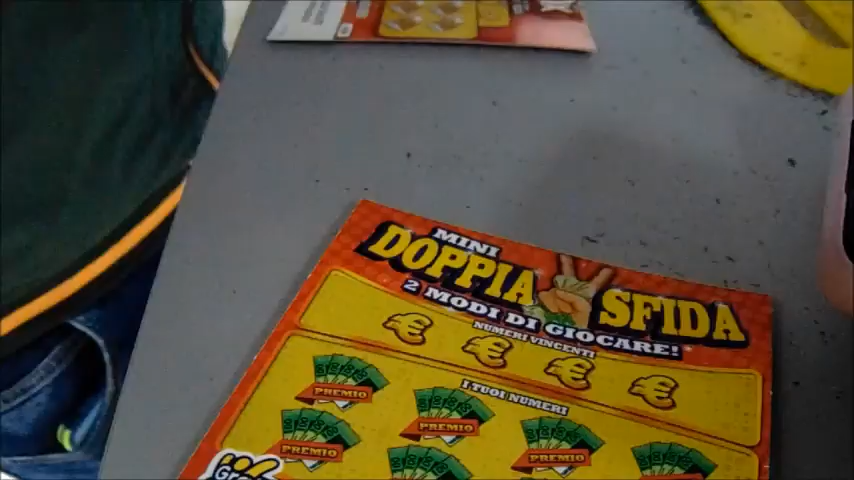 MINI
DOPPIA SFIDA
2 MODI DI GIOCARE!
NUMERI VINCENTI
€ € € €
I TUOI NUMERI
PREMIO
PREMIO
PREMIO
PREMIO